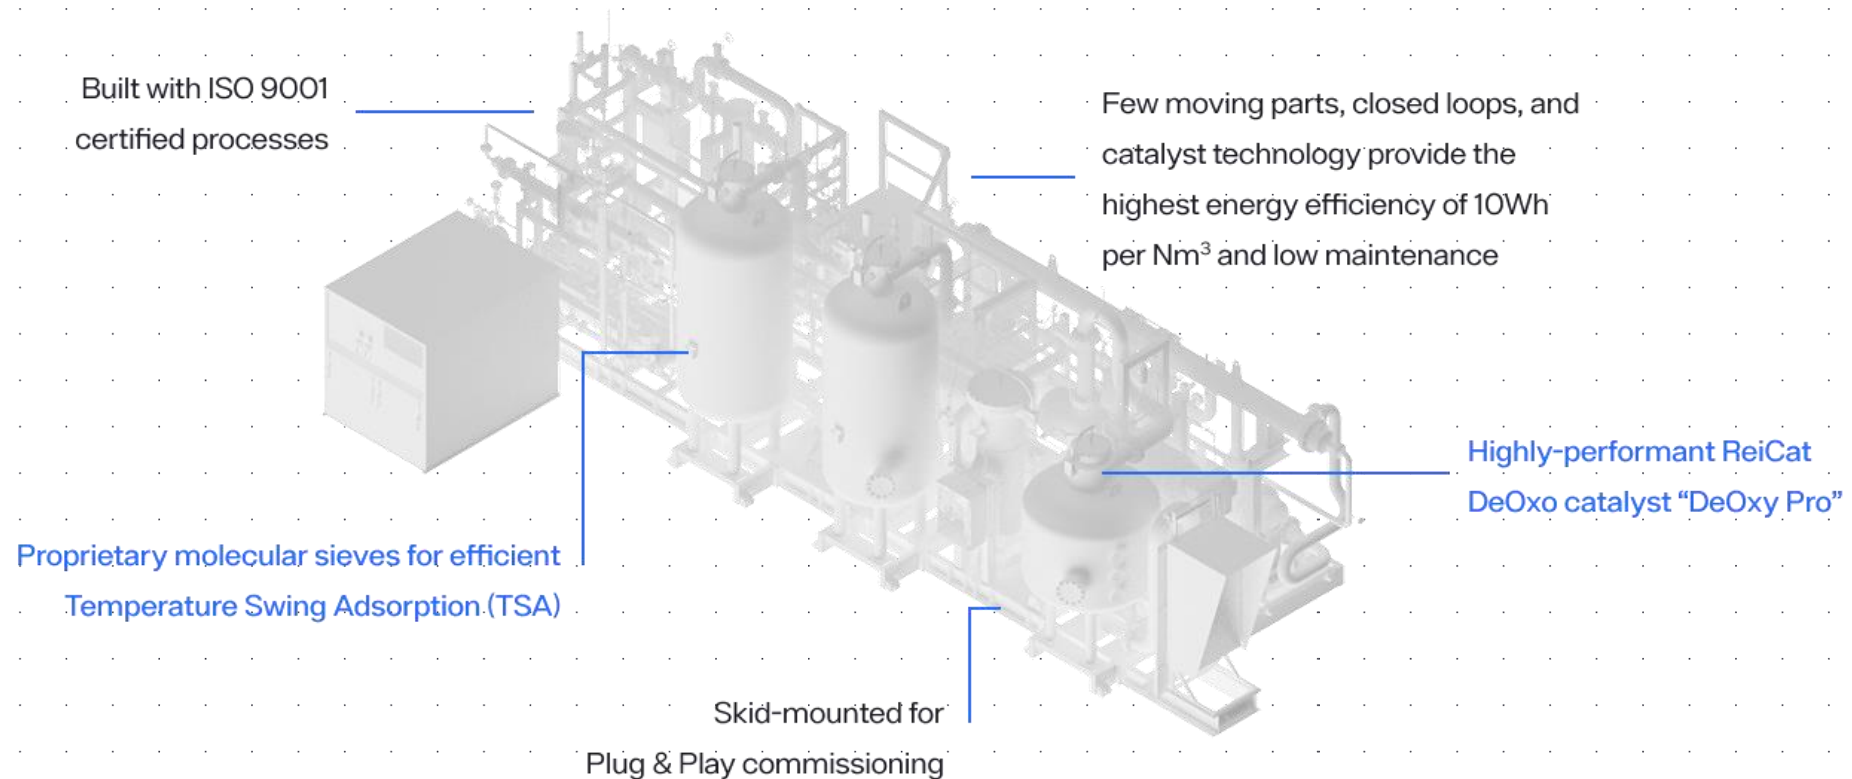 Built with ISO 9001
certified processes
Few moving parts, closed loops, and
catalyst technology provide the
highest energy efficiency of 10Wh
per Nm³ and low maintenance
Highly-performant ReiCat
DeOxo catalyst “DeOxy Pro”
Proprietary molecular sieves for efficient
Temperature Swing Adsorption (TSA)
Skid-mounted for
Plug & Play commissioning